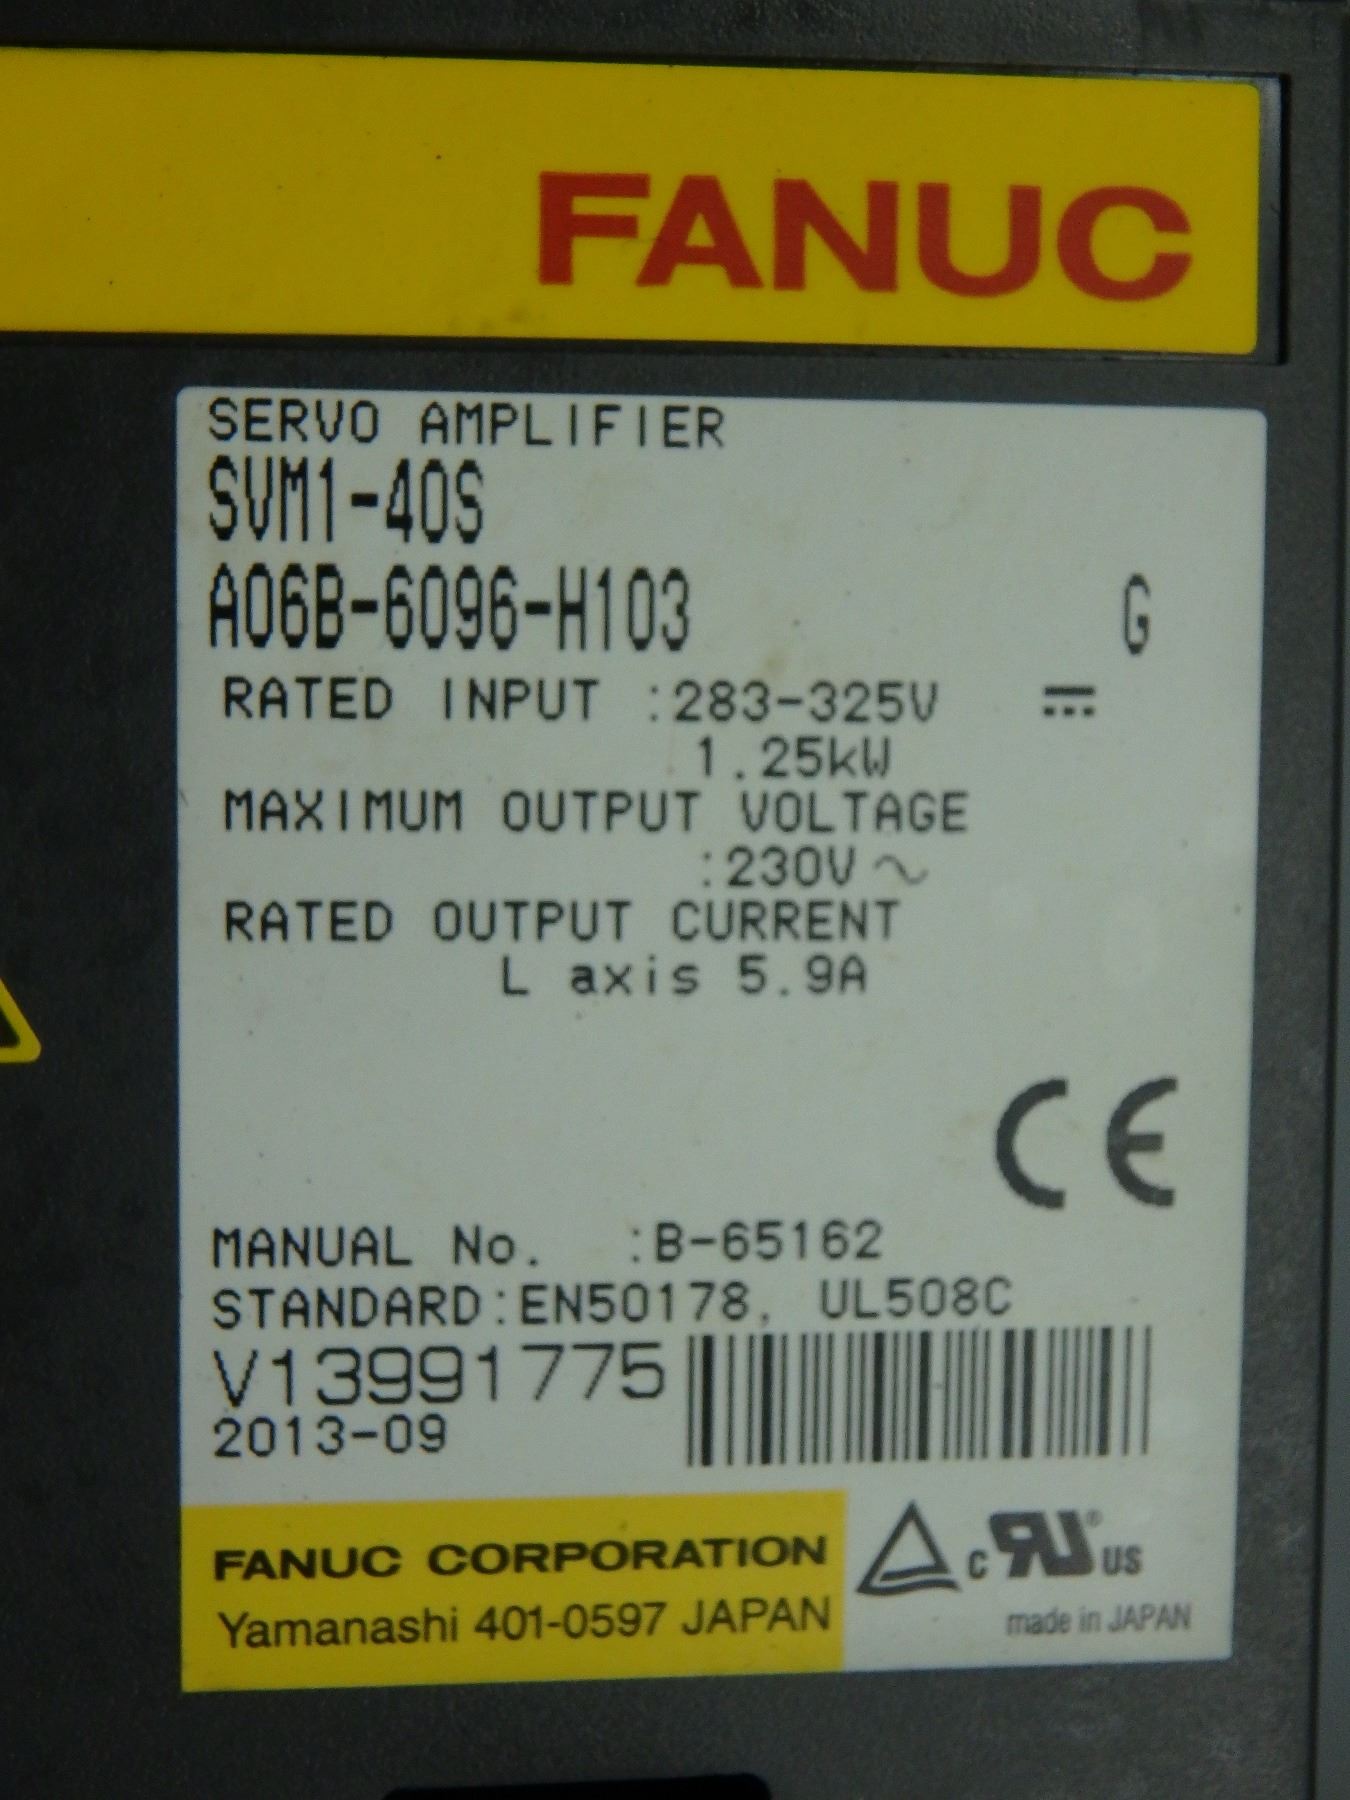 FANUC
SERVO AMPLIFIER
SVM1-40S
A06B-6096-H103 G
RATED INPUT :283-325V ⎓
1.25kW
MAXIMUM OUTPUT VOLTAGE
:230V～
RATED OUTPUT CURRENT
L axis 5.9A
CE
MANUAL No. :B-65162
STANDARD:EN50178, UL508C
V13991775
2013-09
FANUC CORPORATION
Yamanashi 401-0597 JAPAN
c RU ® US
made in JAPAN